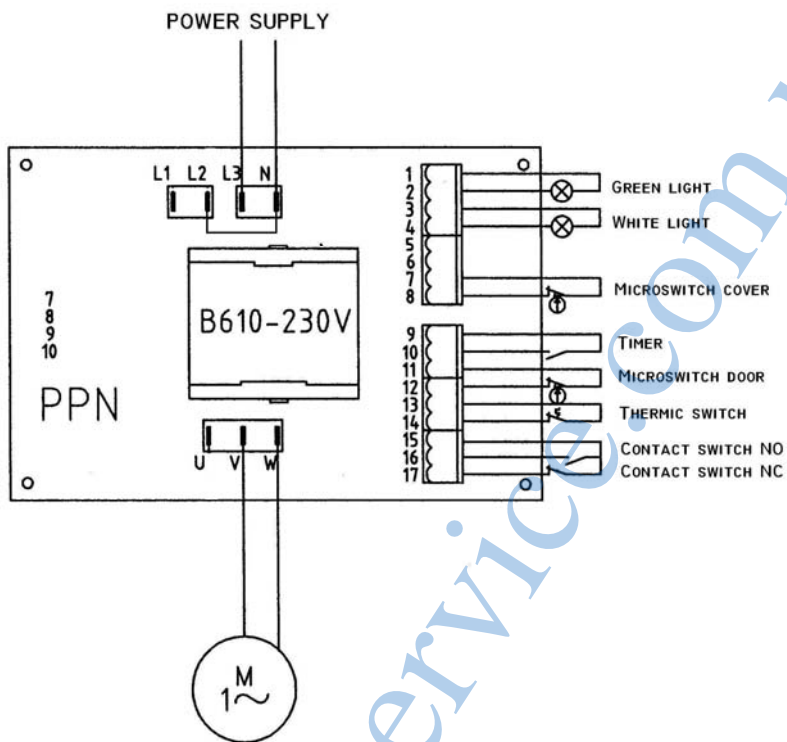 POWER SUPPLY
L1 L2 L3 N
1
2
3
4
5
6
7
8
GREEN LIGHT
WHITE LIGHT
MICROSWITCH COVER
B610-230V
7
8
9
10
PPN
9
10
11
12
13
14
15
16
17
TIMER
MICROSWITCH DOOR
THERMIC SWITCH
CONTACT SWITCH NO
CONTACT SWITCH NC
U V W
M
1~
ervice.com